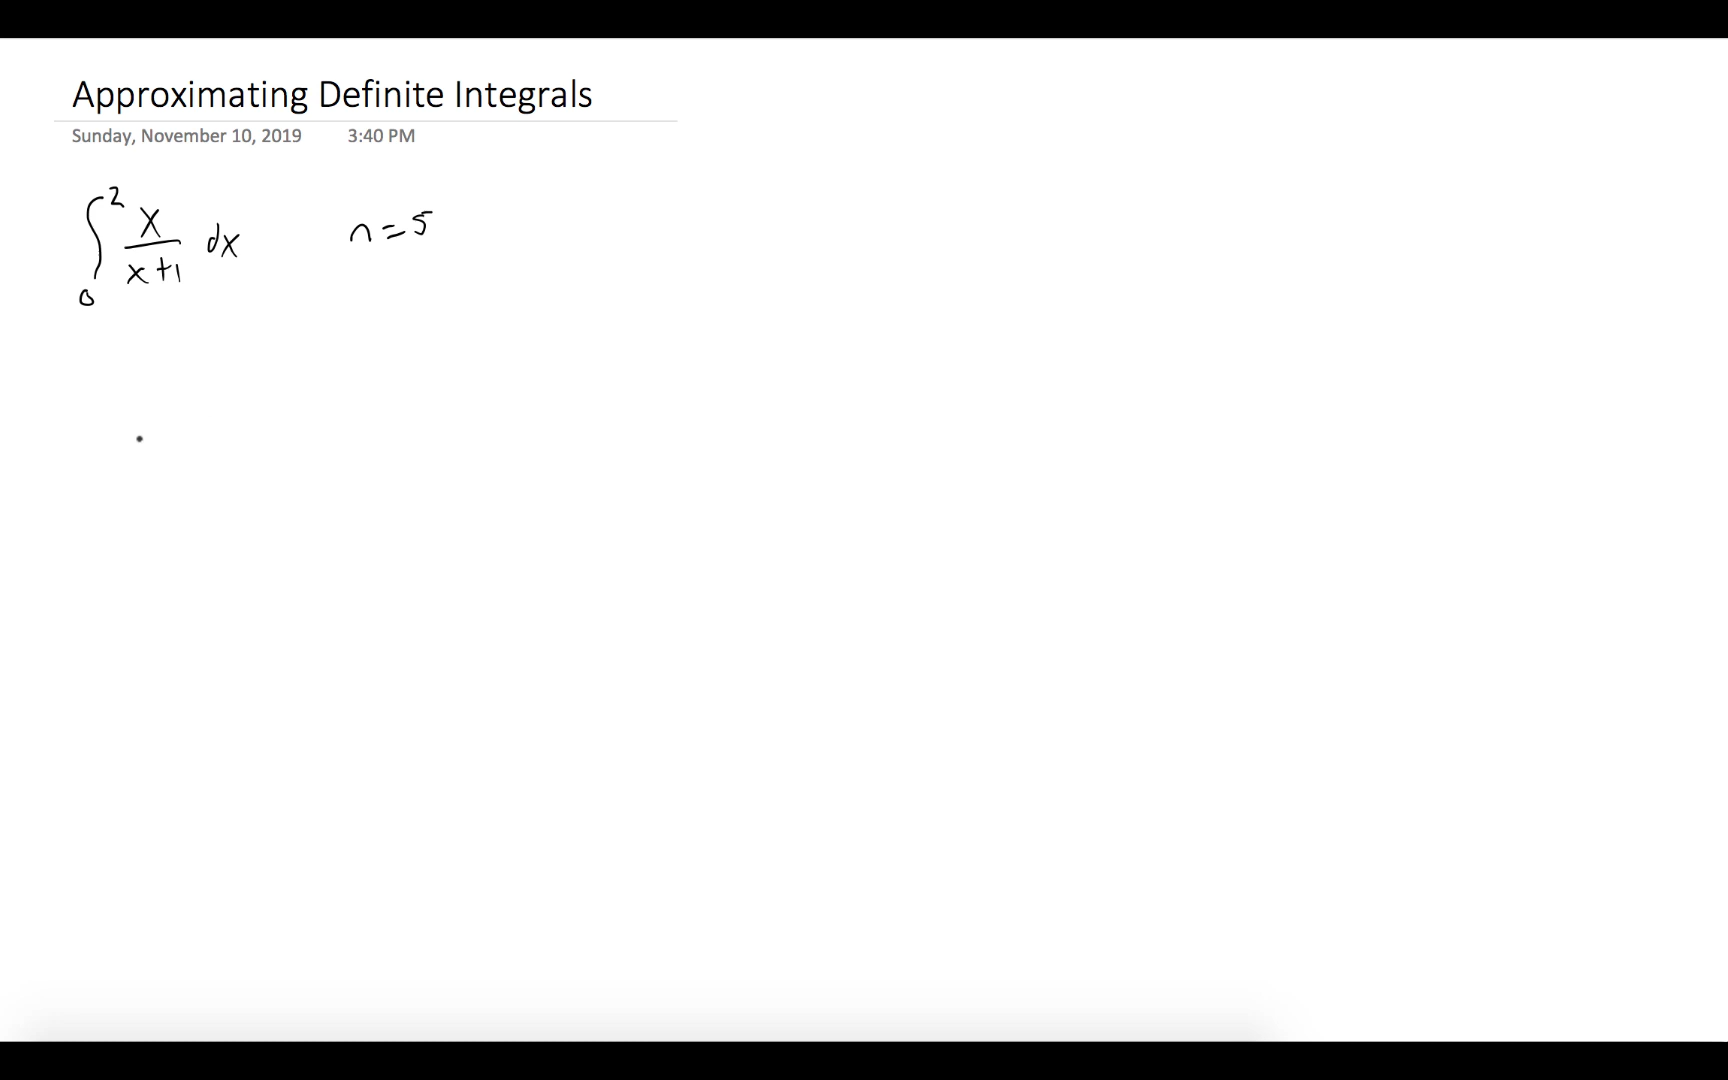 Approximating Definite Integrals
Sunday, November 10, 2019 3:40 PM
∫₀² x/(x+1) dx n=5